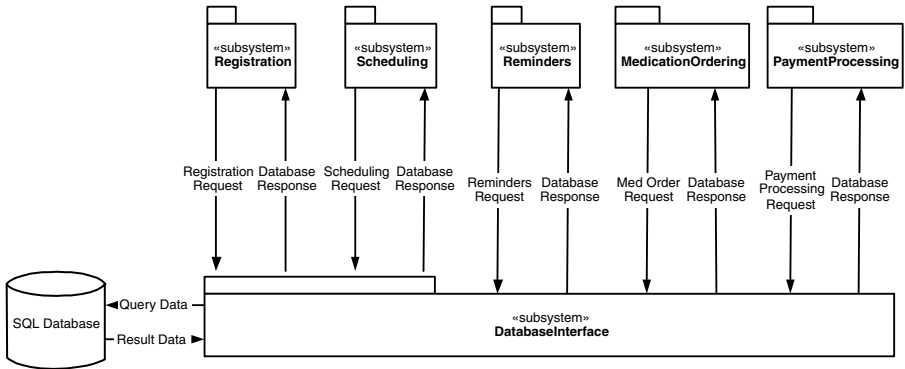 «subsystem»
Registration
«subsystem»
Scheduling
«subsystem»
Reminders
«subsystem»
MedicationOrdering
«subsystem»
PaymentProcessing
Registration
Request
Database
Response
Scheduling
Request
Database
Response
Reminders
Request
Database
Response
Med Order
Request
Database
Response
Payment
Processing
Request
Database
Response
SQL Database
Query Data
Result Data
«subsystem»
DatabaseInterface